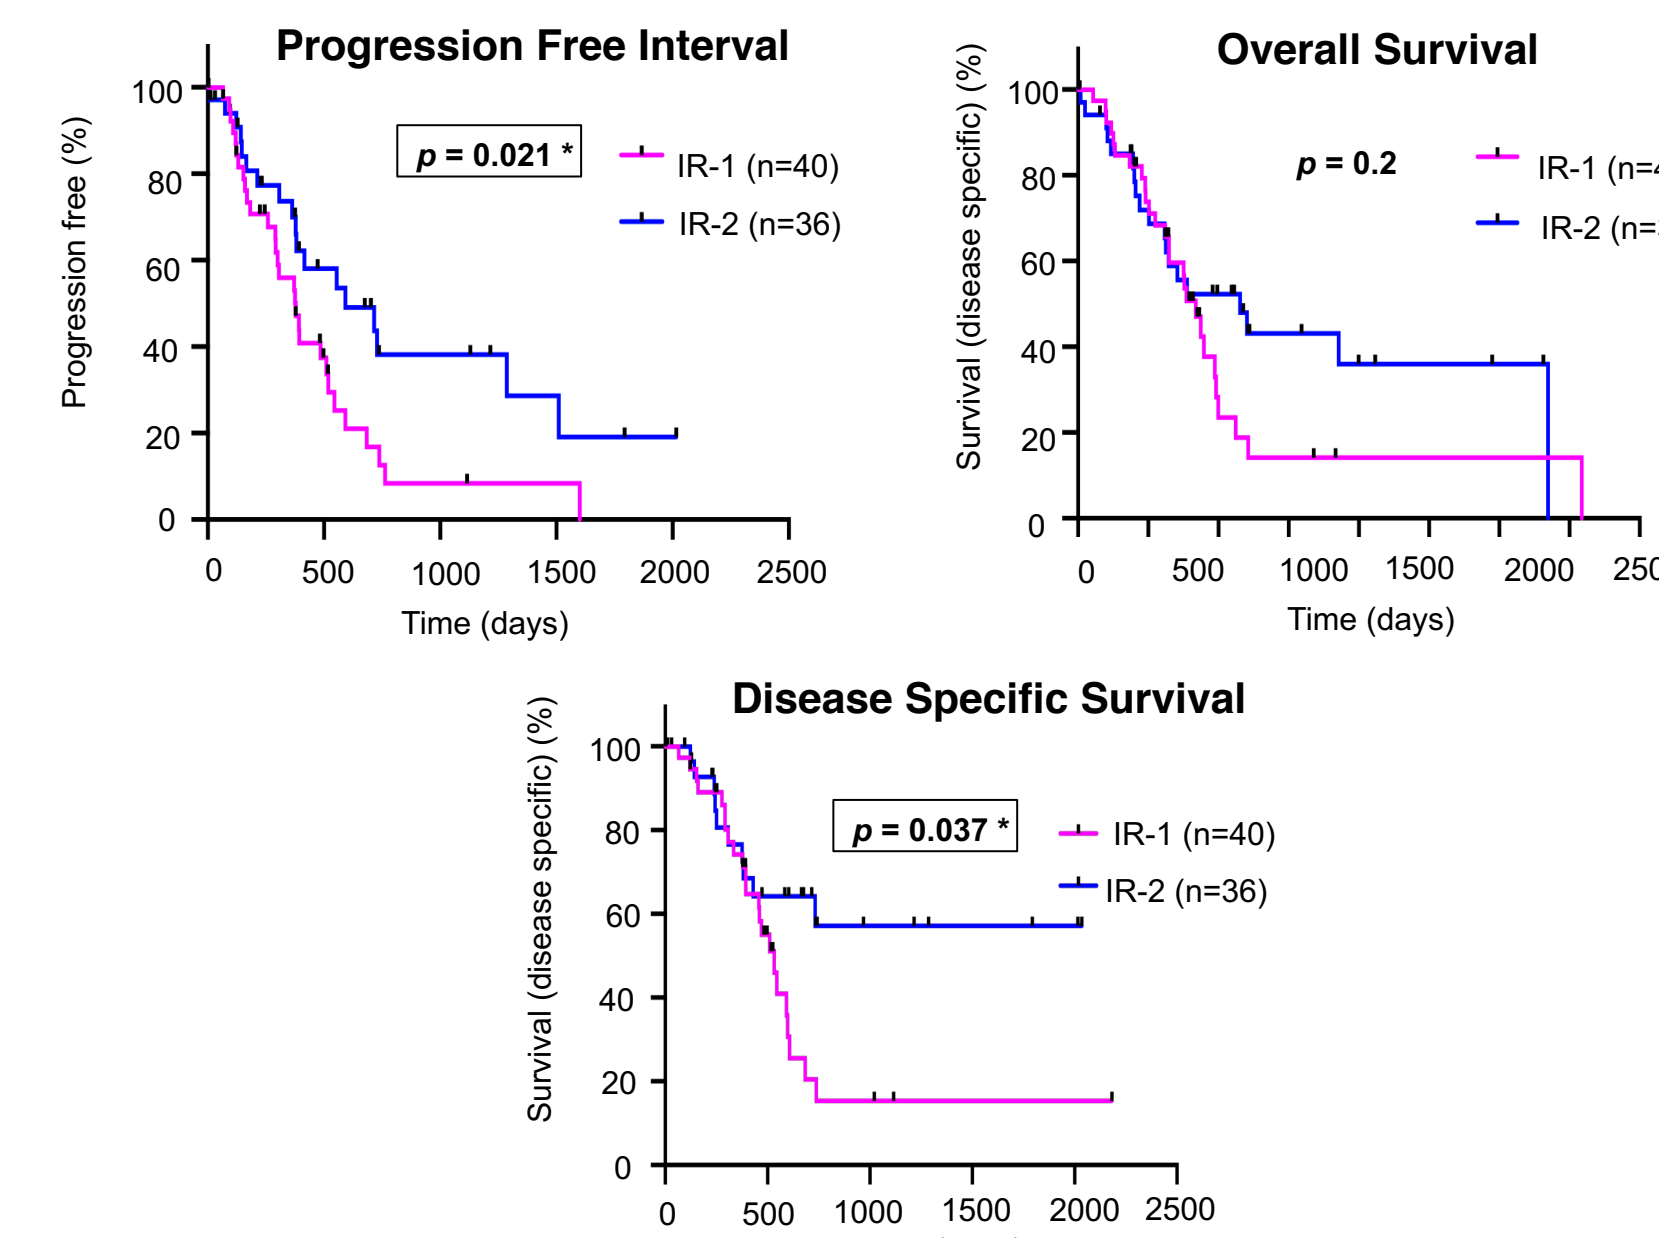 Progression Free Interval
Progression free (%)
100
80
60
40
20
0
p = 0.021 *
IR-1 (n=40)
IR-2 (n=36)
0 500 1000 1500 2000 2500
Time (days)
Overall Survival
Survival (disease specific) (%)
100
80
60
40
20
0
p = 0.2
IR-1 (n=
IR-2 (n=
0 500 1000 1500 2000 250
Time (days)
Disease Specific Survival
Survival (disease specific) (%)
100
80
60
40
20
0
p = 0.037 *
IR-1 (n=40)
IR-2 (n=36)
0 500 1000 1500 2000 2500